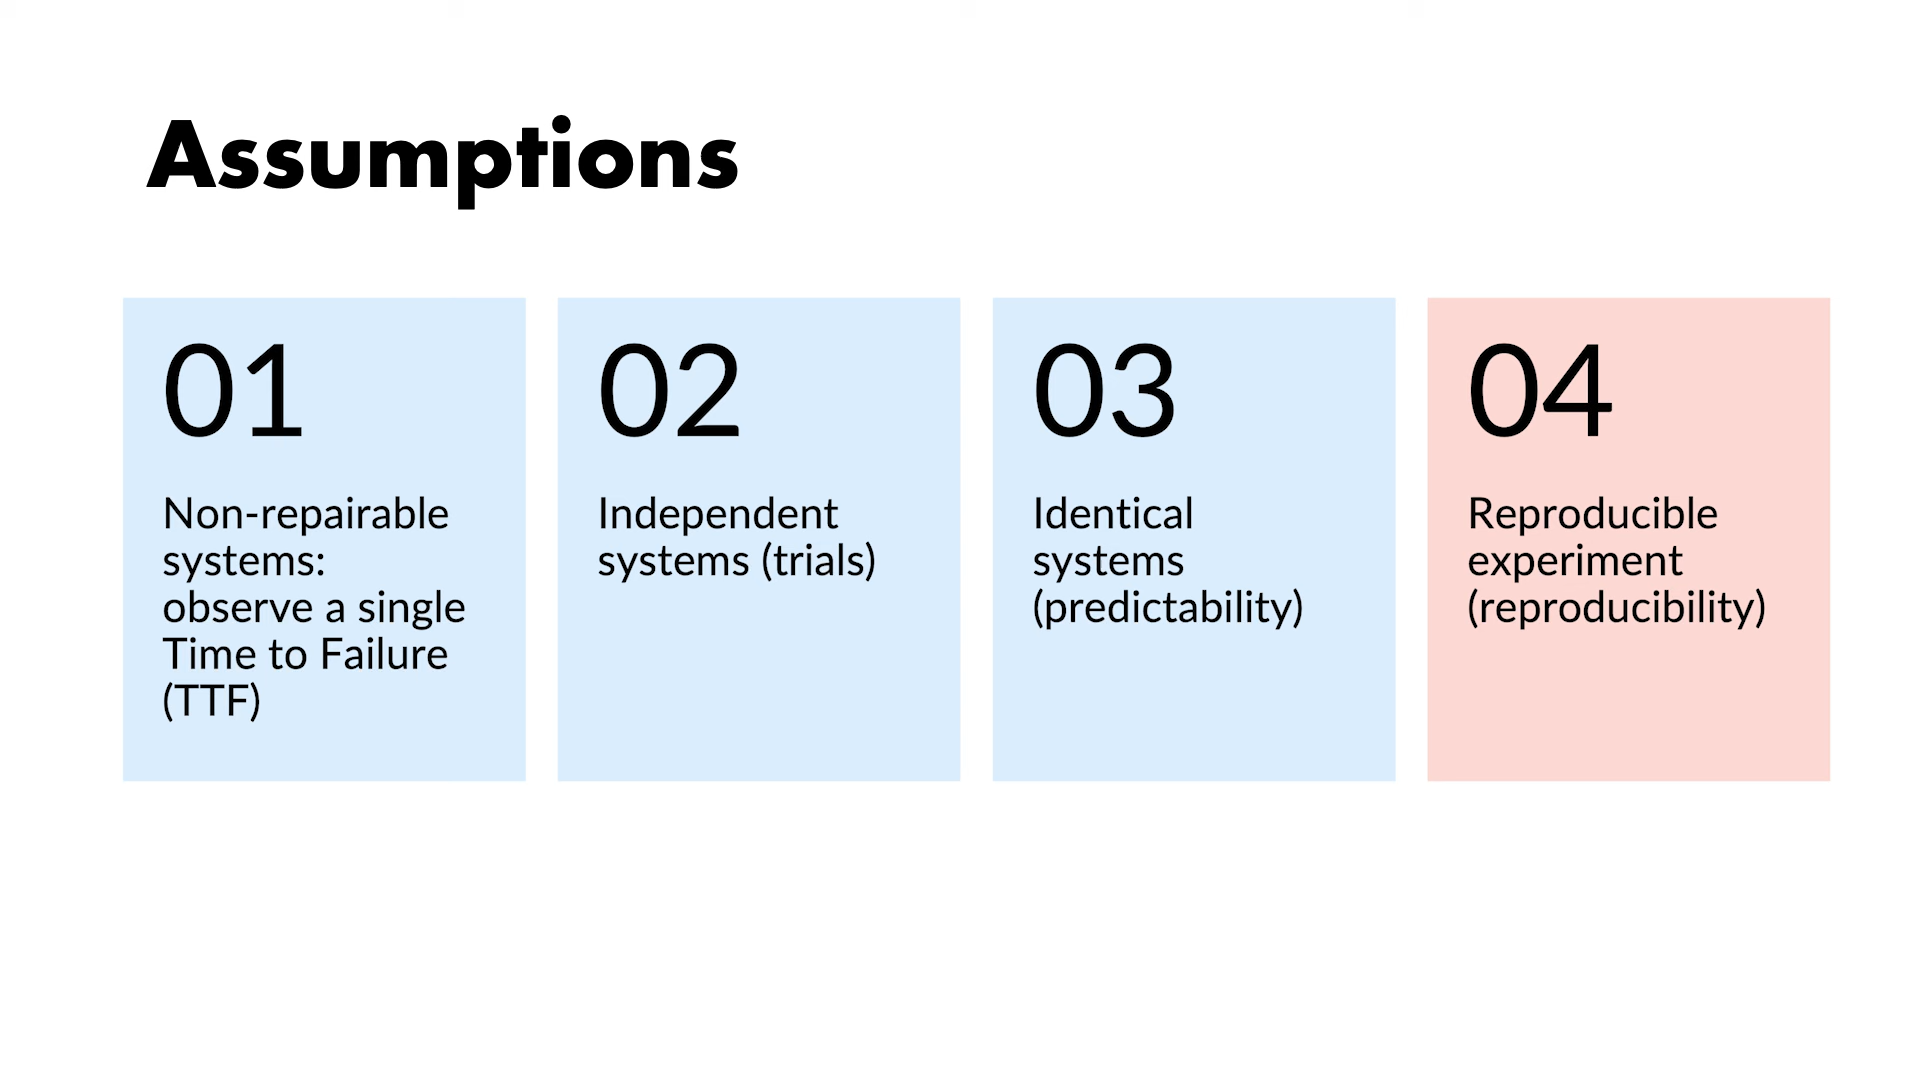 Assumptions
01
Non-repairable
systems:
observe a single
Time to Failure
(TTF)
02
Independent
systems (trials)
03
Identical
systems
(predictability)
04
Reproducible
experiment
(reproducibility)